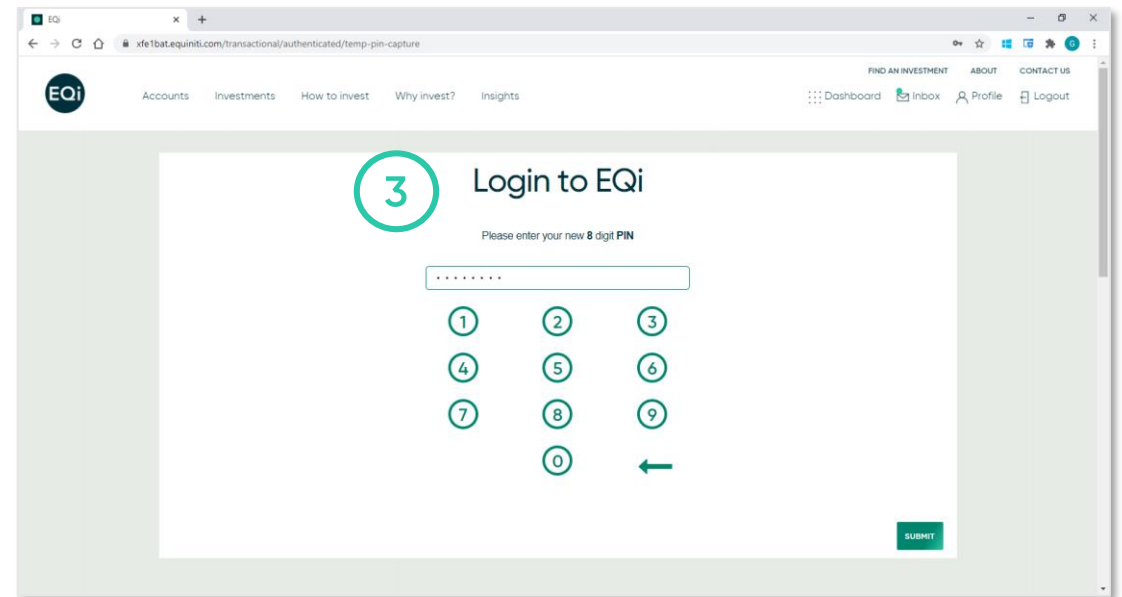 EQi
xfe1bat.equiniti.com/transactional/authenticated/temp-pin-capture
G
FIND AN INVESTMENT ABOUT CONTACT US
EQi Accounts Investments How to invest Why invest? Insights Dashboard Inbox Profile Logout
3 Login to EQi
Please enter your new 8 digit PIN
1 2 3
4 5 6
7 8 9
0
SUBMIT